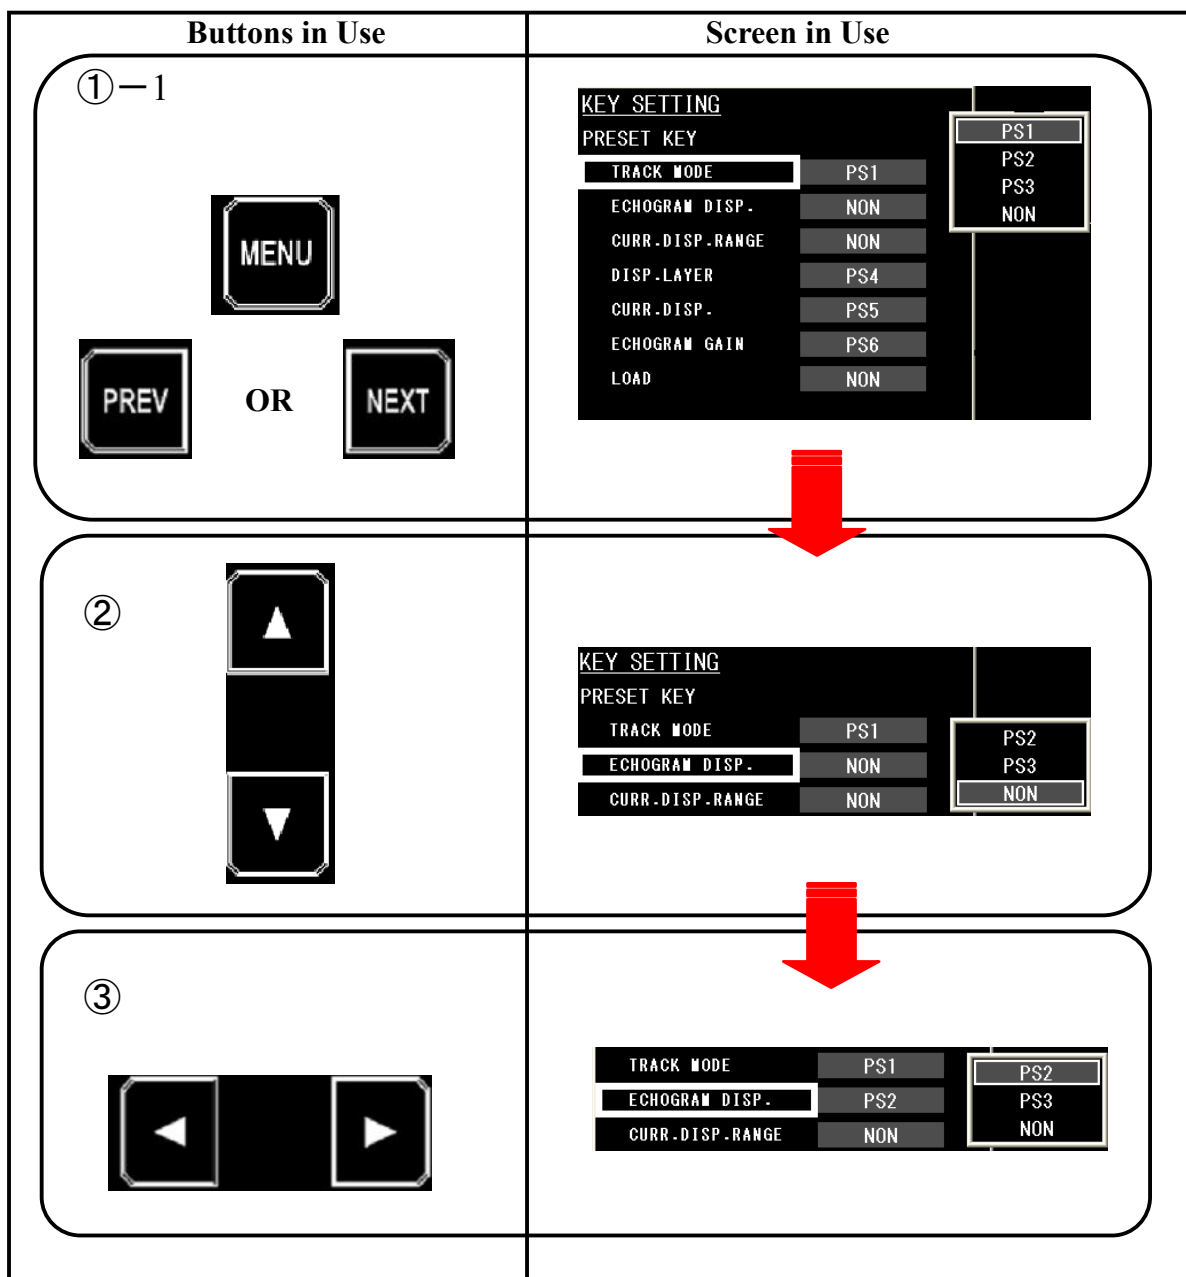 Buttons in Use
Screen in Use
①－1
MENU
PREV OR NEXT
KEY SETTING
PRESET KEY
TRACK MODE PS1
ECHOGRAM DISP. NON
CURR.DISP.RANGE NON
DISP.LAYER PS4
CURR.DISP. PS5
ECHOGRAM GAIN PS6
LOAD NON
PS1
PS2
PS3
NON
②
▲
▼
KEY SETTING
PRESET KEY
TRACK MODE PS1
ECHOGRAM DISP. NON
CURR.DISP.RANGE NON
PS2
PS3
NON
③
◀ ▶
TRACK MODE PS1
ECHOGRAM DISP. PS2
CURR.DISP.RANGE NON
PS2
PS3
NON